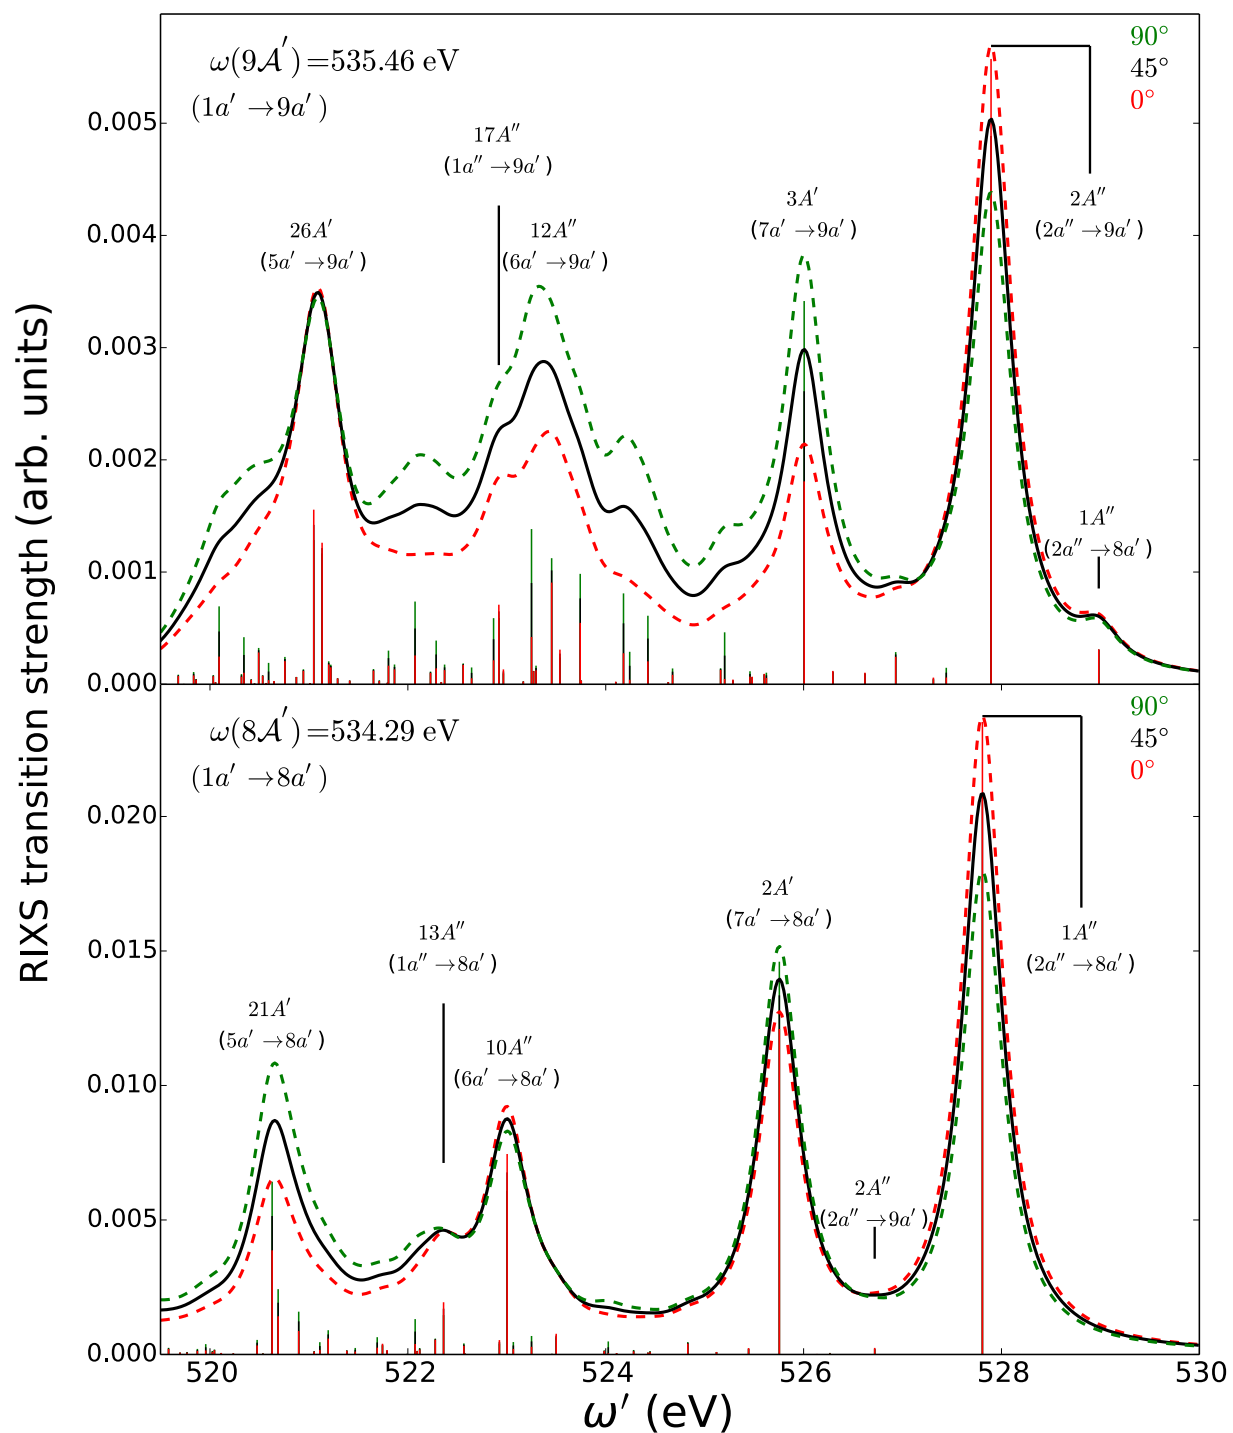 ω(9𝒜′)=535.46 eV
(1a′ →9a′ )
90°
45°
0°
17A″
(1a″ →9a′ )
26A′
(5a′ →9a′ )
12A″
(6a′ →9a′ )
3A′
(7a′ →9a′ )
2A″
(2a″ →9a′ )
1A″
(2a″ →8a′ )
0.005
0.004
0.003
0.002
0.001
0.000
RIXS transition strength (arb. units)
ω(8𝒜′)=534.29 eV
(1a′ →8a′ )
90°
45°
0°
21A′
(5a′ →8a′ )
13A″
(1a″ →8a′ )
10A″
(6a′ →8a′ )
2A′
(7a′ →8a′ )
2A″
(2a″ →9a′ )
1A″
(2a″ →8a′ )
0.020
0.015
0.010
0.005
0.000
520 522 524 526 528 530
ω′ (eV)